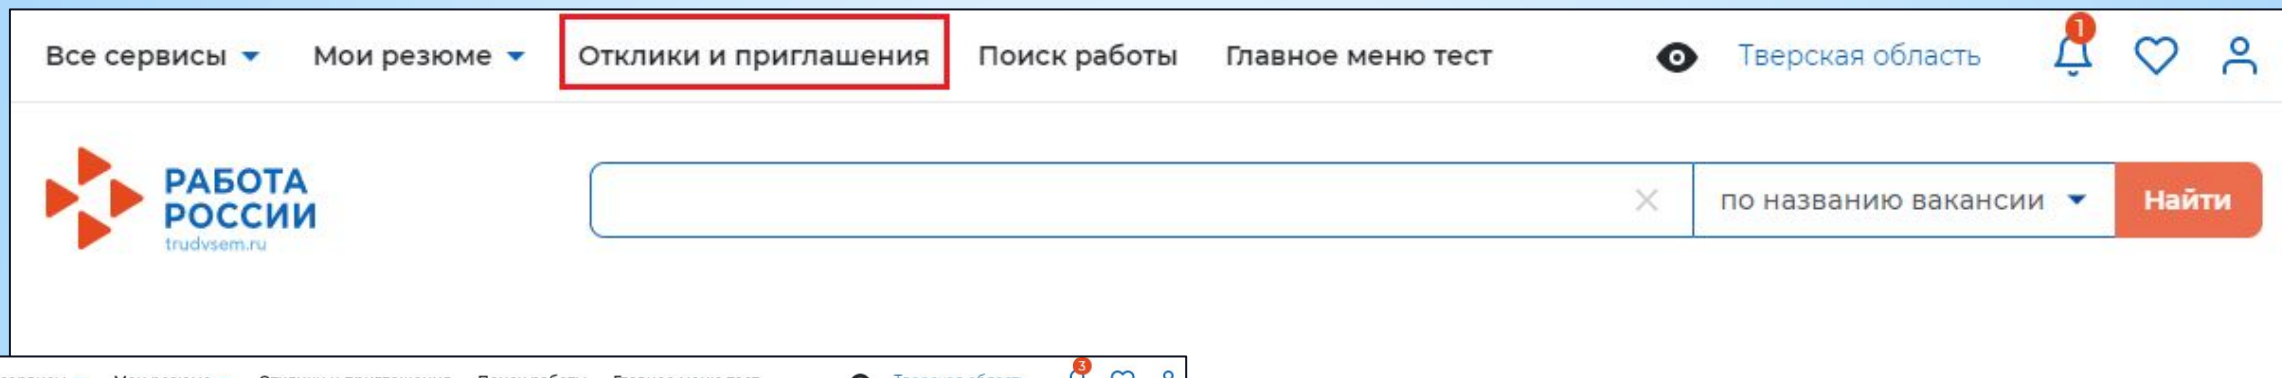 Все сервисы Мои резюме Отклики и приглашения Поиск работы Главное меню тест Тверская область 1
РАБОТА
РОССИИ
trudvsem.ru
по названию вакансии Найти
3